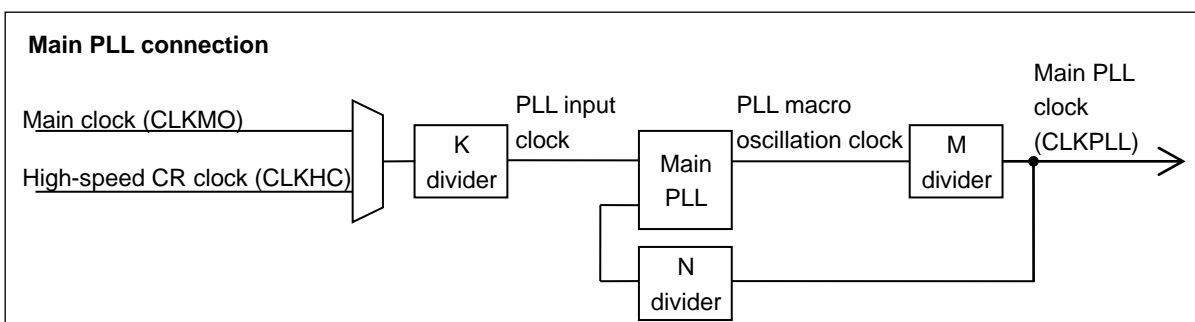 Main PLL connection
Main clock (CLKMO)
High-speed CR clock (CLKHC)
K
divider
PLL input
clock
Main
PLL
PLL macro
oscillation clock
M
divider
Main PLL
clock
(CLKPLL)
N
divider